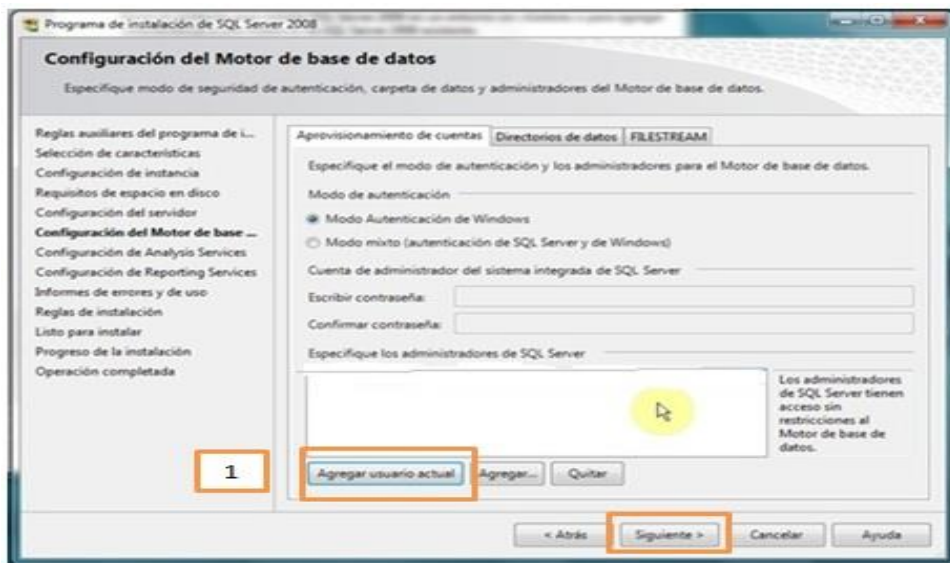 Programa de instalación de SQL Server 2008
Configuración del Motor de base de datos
Especifique modo de seguridad de autenticación, carpeta de datos y administradores del Motor de base de datos.
Reglas auxiliares del programa de i...
Selección de características
Configuración de instancia
Requisitos de espacio en disco
Configuración del servidor
Configuración del Motor de base ...
Configuración de Analysis Services
Configuración de Reporting Services
Informes de errores y de uso
Reglas de instalación
Listo para instalar
Progreso de la instalación
Operación completada
Aprovisionamiento de cuentas
Directorios de datos
FILESTREAM
Especifique el modo de autenticación y los administradores para el Motor de base de datos.
Modo de autenticación
Modo Autenticación de Windows
Modo mixto (autenticación de SQL Server y de Windows)
Cuenta de administrador del sistema integrada de SQL Server
Escribir contraseña:
Confirmar contraseña:
Especifique los administradores de SQL Server
Los administradores
de SQL Server tienen
acceso sin
restricciones al
Motor de base de
datos.
1
Agregar usuario actual
Agregar...
Quitar
< Atrás
Siguiente >
Cancelar
Ayuda